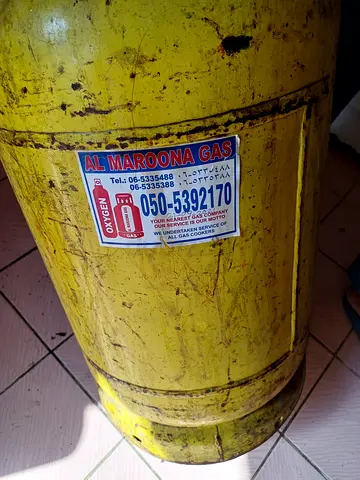 AL MAROONA GAS
Tel.: 06-5335488 ٠٦-٥٣٣٥٤٨٨
06-5335388 ٠٦-٥٣٣٥٣٨٨
050-5392170
OXYGEN
GAS
YOUR NEAREST GAS COMPANY
OUR SERVICE IS OUR MOTTO
WE UNDERTAKEN SERVICE OF
ALL GAS COOKERS